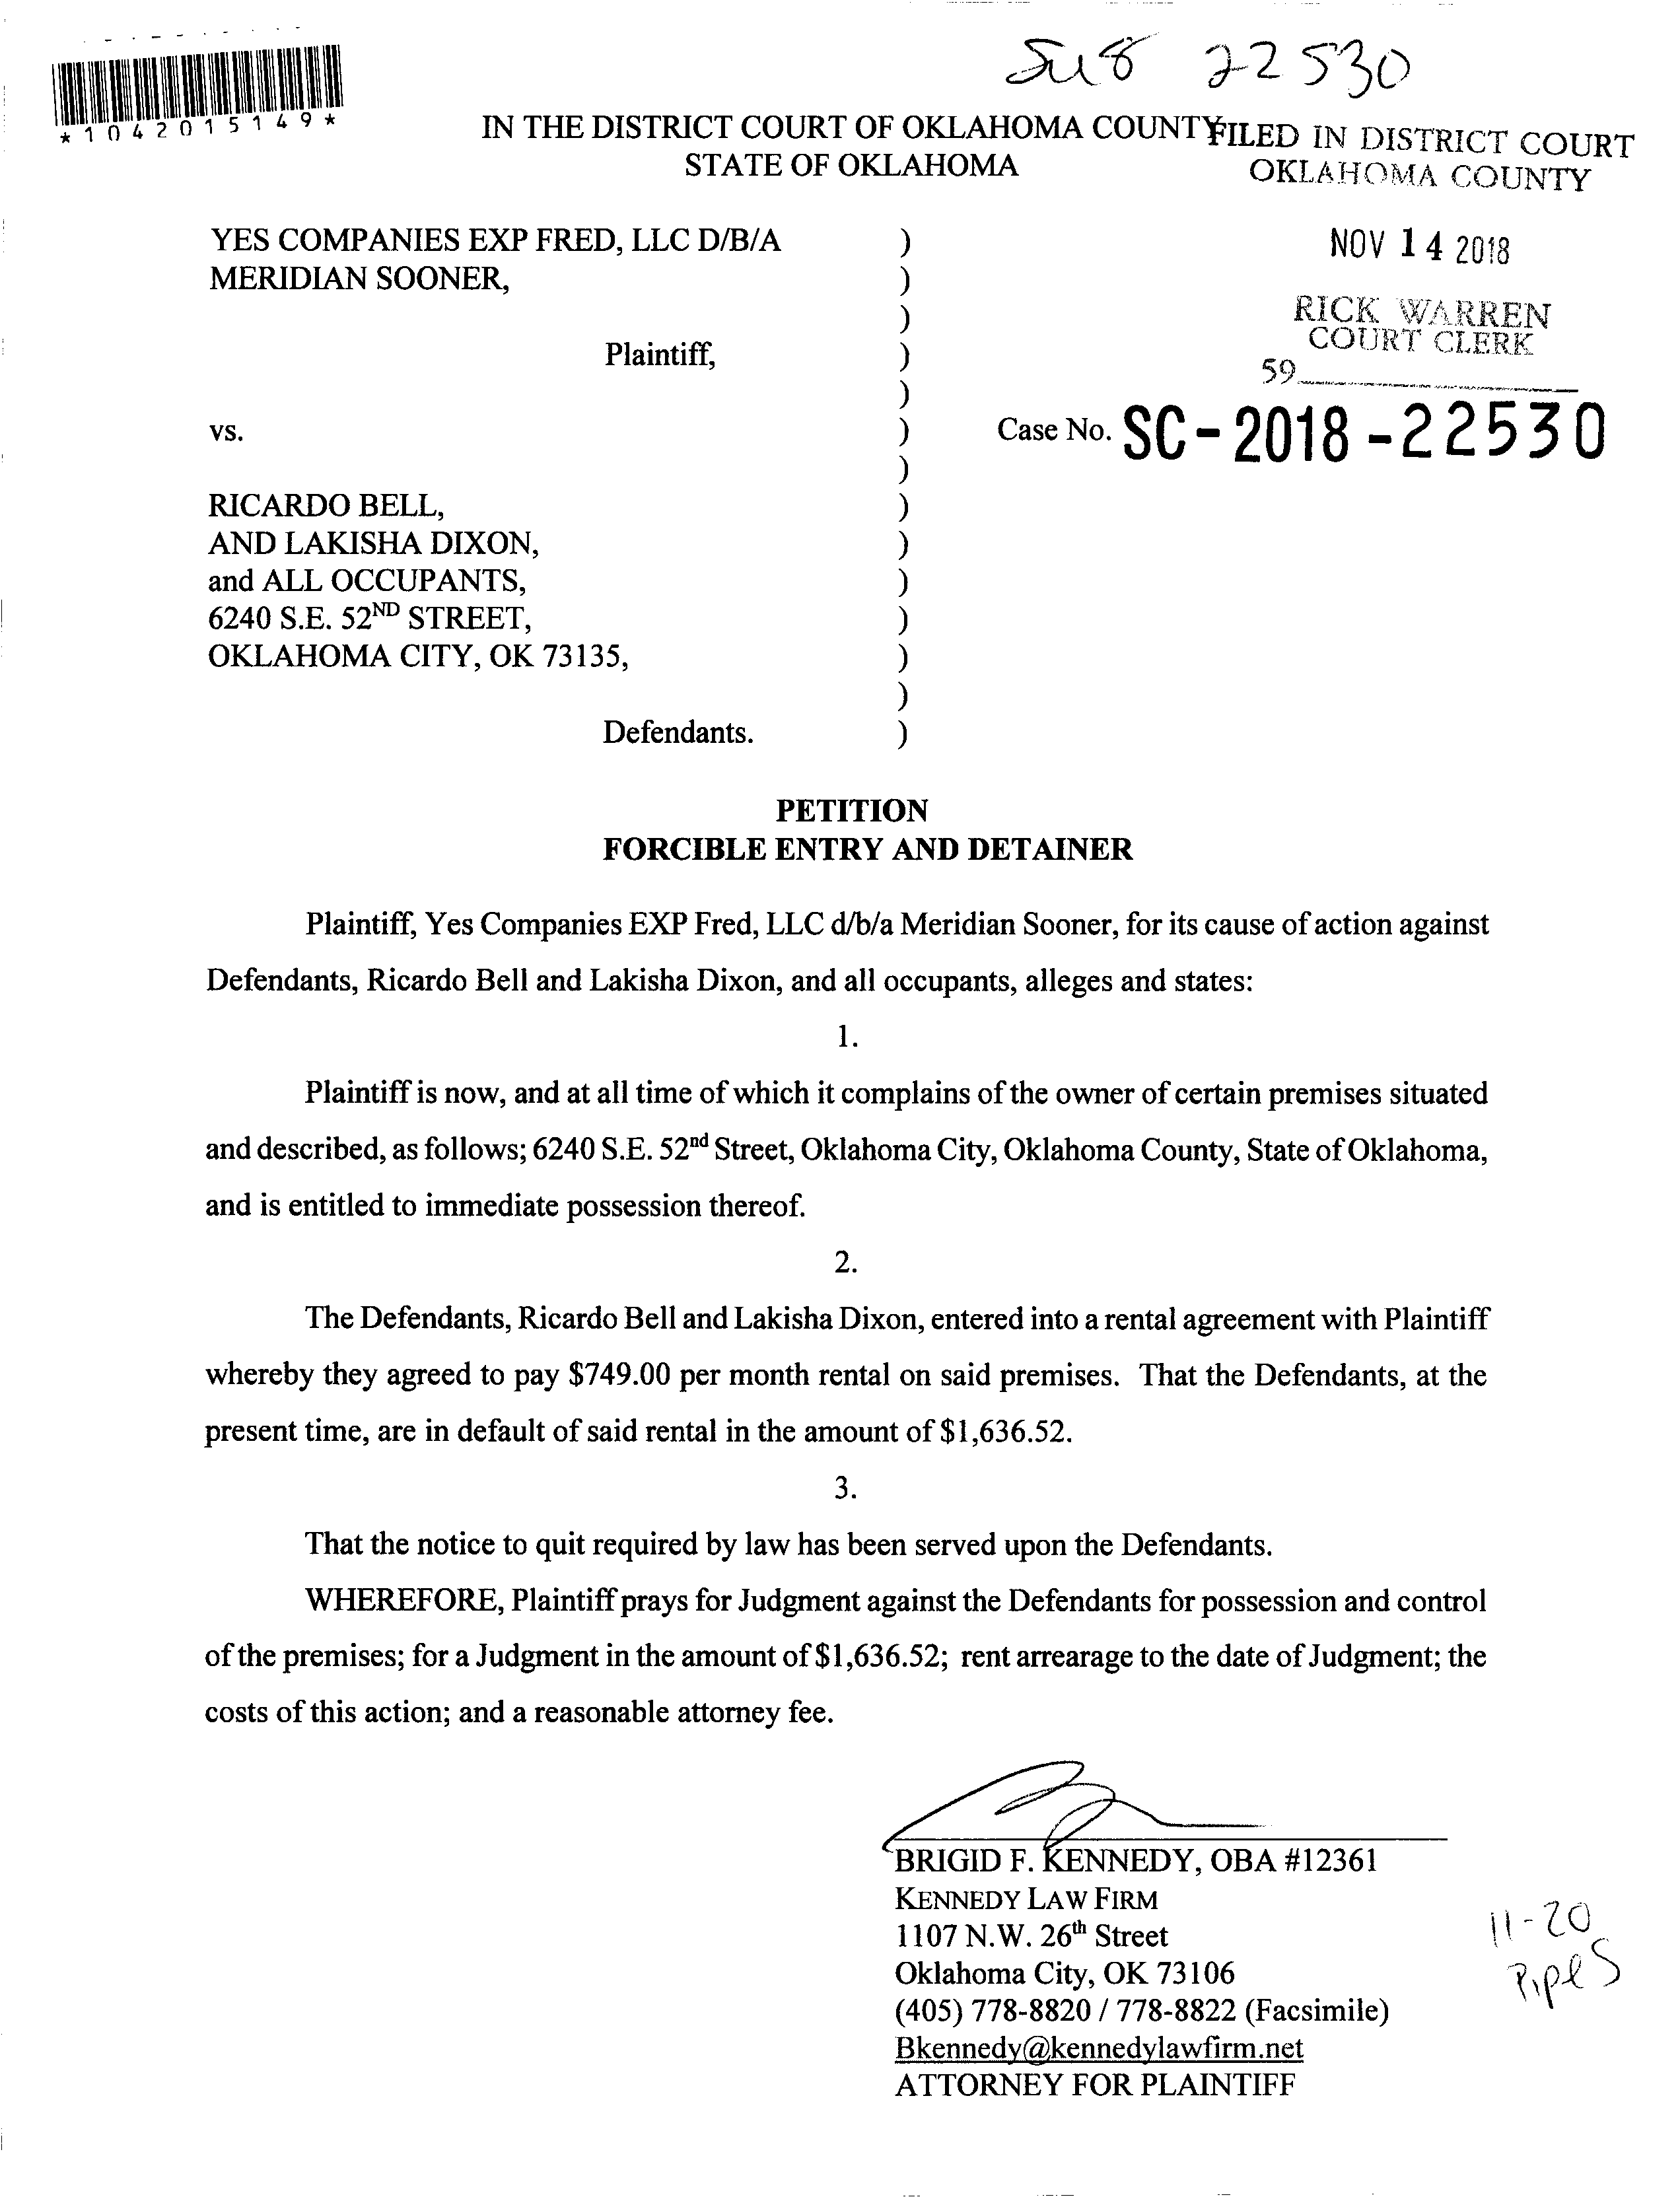 Su8 22530
*1042015149*
IN THE DISTRICT COURT OF OKLAHOMA COUNTY
STATE OF OKLAHOMA
FILED IN DISTRICT COURT
OKLAHOMA COUNTY
NOV 14 2018
RICK WARREN
COURT CLERK
59
YES COMPANIES EXP FRED, LLC D/B/A )
MERIDIAN SOONER, )
)
Plaintiff, )
)
vs. ) Case No. SC-2018-22530
)
RICARDO BELL, )
AND LAKISHA DIXON, )
and ALL OCCUPANTS, )
6240 S.E. 52ND STREET, )
OKLAHOMA CITY, OK 73135, )
)
Defendants. )
PETITION
FORCIBLE ENTRY AND DETAINER
Plaintiff, Yes Companies EXP Fred, LLC d/b/a Meridian Sooner, for its cause of action against
Defendants, Ricardo Bell and Lakisha Dixon, and all occupants, alleges and states:
1.
Plaintiff is now, and at all time of which it complains of the owner of certain premises situated
and described, as follows; 6240 S.E. 52nd Street, Oklahoma City, Oklahoma County, State of Oklahoma,
and is entitled to immediate possession thereof.
2.
The Defendants, Ricardo Bell and Lakisha Dixon, entered into a rental agreement with Plaintiff
whereby they agreed to pay $749.00 per month rental on said premises. That the Defendants, at the
present time, are in default of said rental in the amount of $1,636.52.
3.
That the notice to quit required by law has been served upon the Defendants.
WHEREFORE, Plaintiff prays for Judgment against the Defendants for possession and control
of the premises; for a Judgment in the amount of $1,636.52; rent arrearage to the date of Judgment; the
costs of this action; and a reasonable attorney fee.
BRIGID F. KENNEDY, OBA #12361
KENNEDY LAW FIRM
1107 N.W. 26th Street
Oklahoma City, OK 73106
(405) 778-8820 / 778-8822 (Facsimile)
Bkennedy@kennedylawfirm.net
ATTORNEY FOR PLAINTIFF
11-20
PipeS